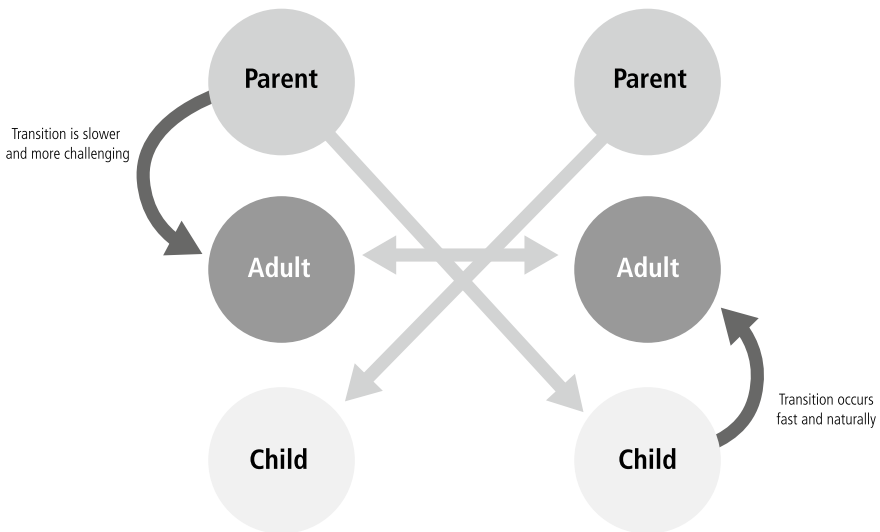 Parent
Parent
Transition is slower
and more challenging
Adult
Adult
Transition occurs
fast and naturally
Child
Child